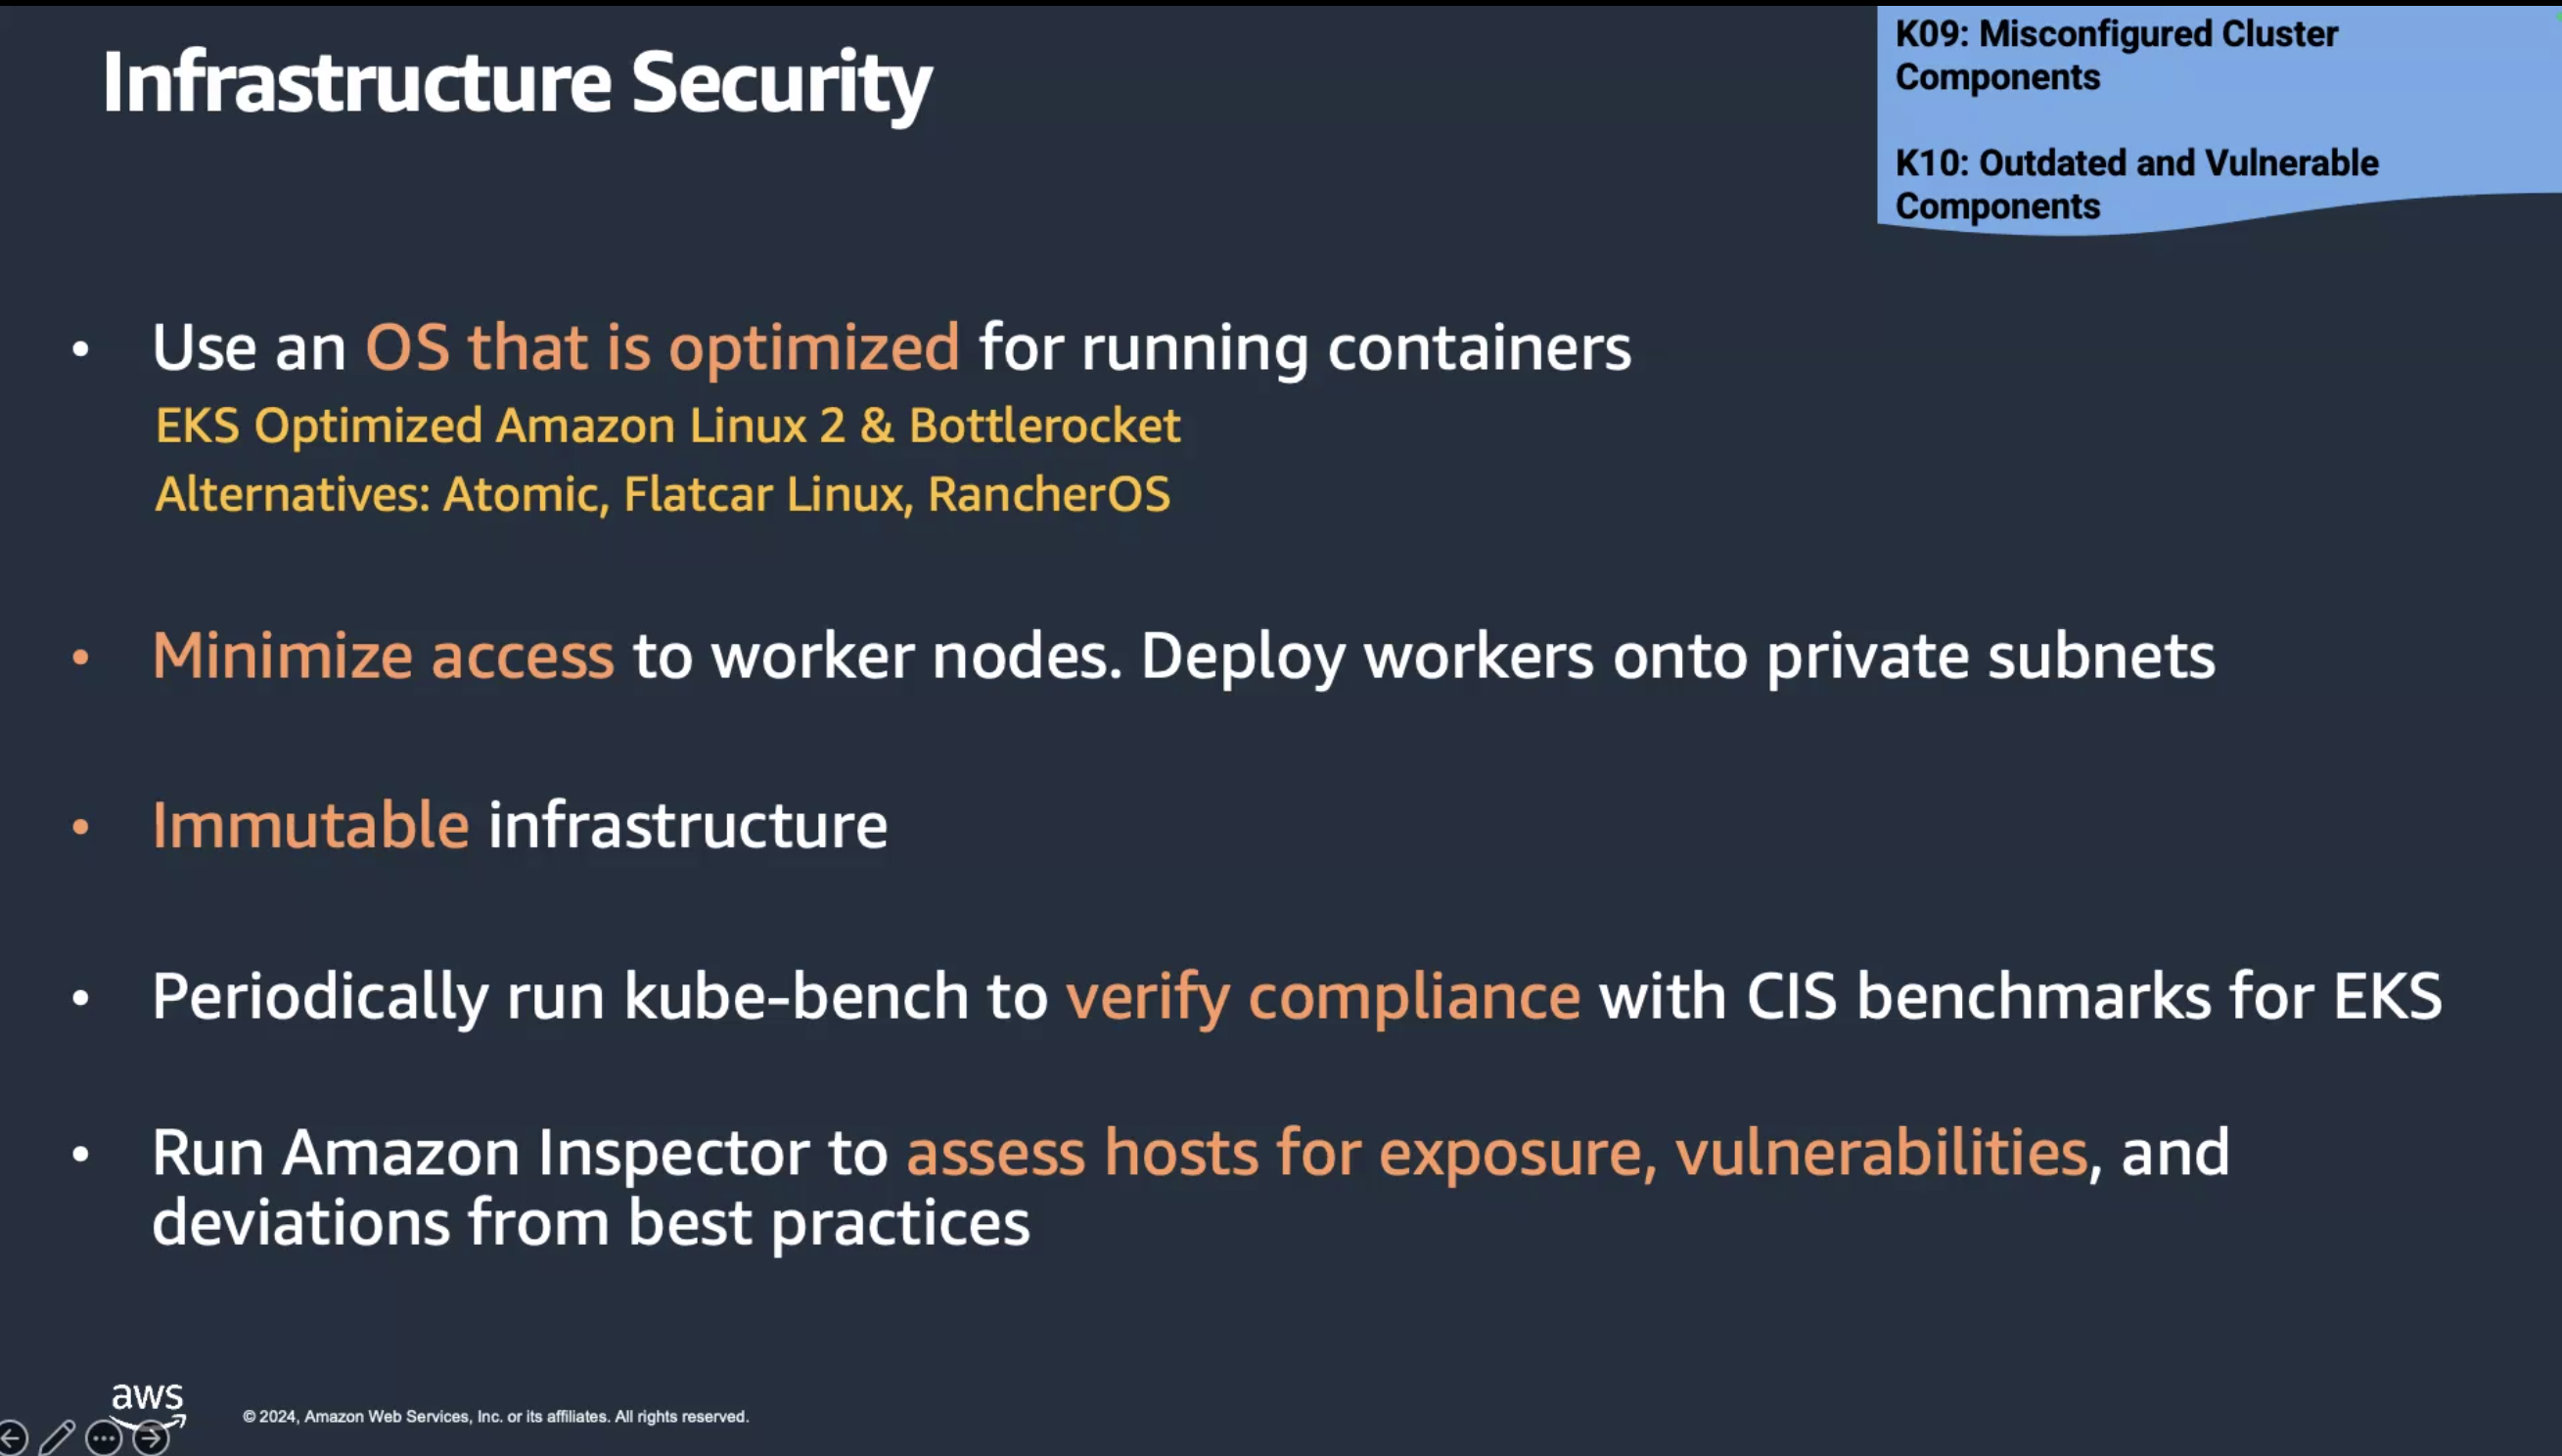 Infrastructure Security
K09: Misconfigured Cluster
Components
K10: Outdated and Vulnerable
Components
• Use an OS that is optimized for running containers
EKS Optimized Amazon Linux 2 & Bottlerocket
Alternatives: Atomic, Flatcar Linux, RancherOS
• Minimize access to worker nodes. Deploy workers onto private subnets
• Immutable infrastructure
• Periodically run kube-bench to verify compliance with CIS benchmarks for EKS
• Run Amazon Inspector to assess hosts for exposure, vulnerabilities, and
deviations from best practices
aws
© 2024, Amazon Web Services, Inc. or its affiliates. All rights reserved.